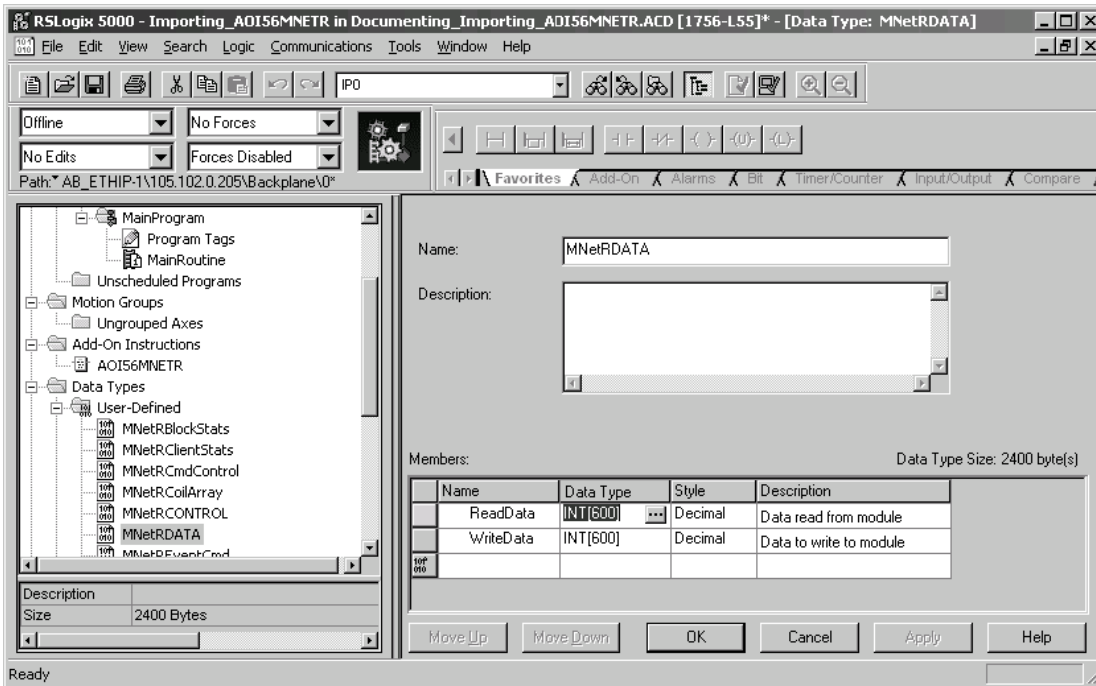 RSLogix 5000 - Importing_AOI56MNETR in Documenting_Importing_AOI56MNETR.ACD [1756-L55]* - [Data Type: MNetRDATA]
File Edit View Search Logic Communications Tools Window Help
IP0
Offline No Forces
No Edits Forces Disabled
Path:* AB_ETHIP-1\105.102.0.205\Backplane\0*
Favorites Add-On Alarms Bit Timer/Counter Input/Output Compare
MainProgram
Program Tags
MainRoutine
Unscheduled Programs
Motion Groups
Ungrouped Axes
Add-On Instructions
AOI56MNETR
Data Types
User-Defined
MNetRBlockStats
MNetRClientStats
MNetRCmdControl
MNetRCoilArray
MNetRCONTROL
MNetRDATA
MNetREventCmd
Description
Size 2400 Bytes
Name: MNetRDATA
Description:
Members: Data Type Size: 2400 byte(s)
Name Data Type Style Description
ReadData INT[600] ... Decimal Data read from module
WriteData INT[600] Decimal Data to write to module
Move Up Move Down OK Cancel Apply Help
Ready